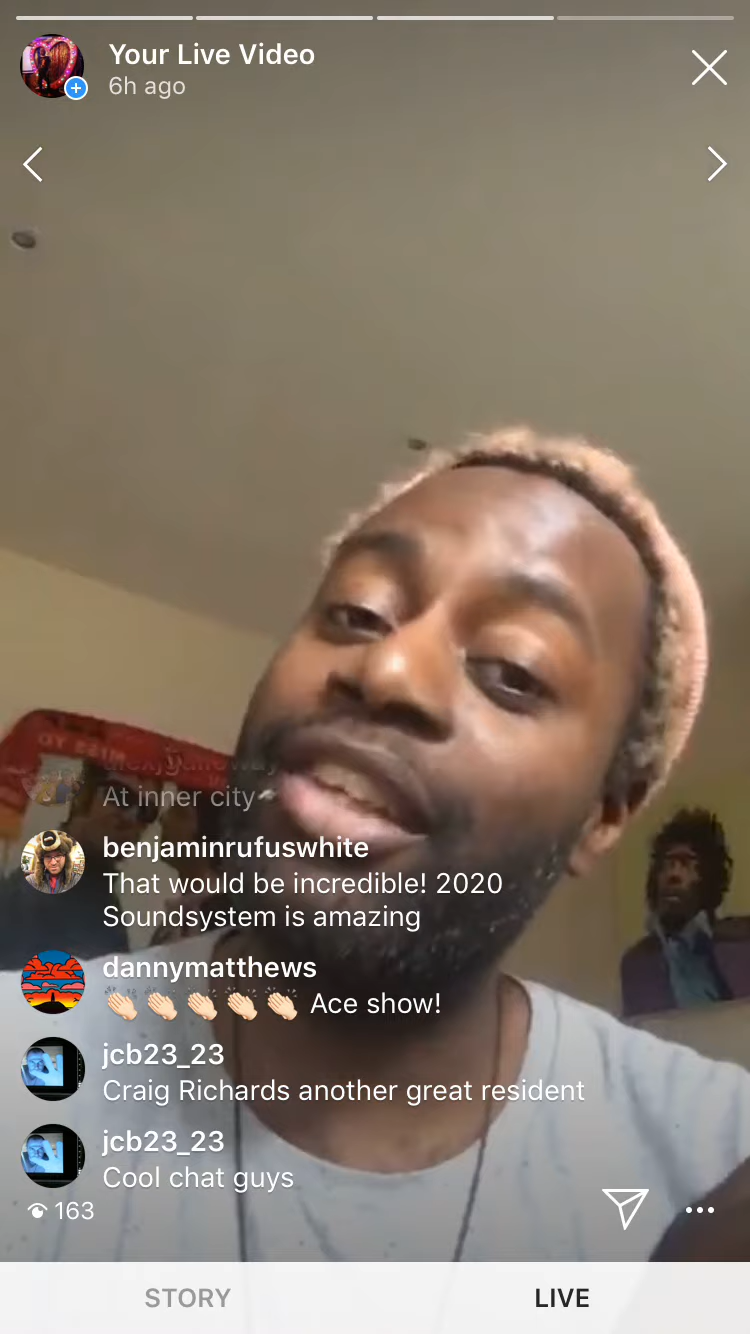 Your Live Video
6h ago
At inner city
benjaminrufuswhite
That would be incredible! 2020
Soundsystem is amazing
dannymatthews
👏🏻👏🏻👏🏻👏🏻👏🏻 Ace show!
jcb23_23
Craig Richards another great resident
jcb23_23
Cool chat guys
163
STORY
LIVE